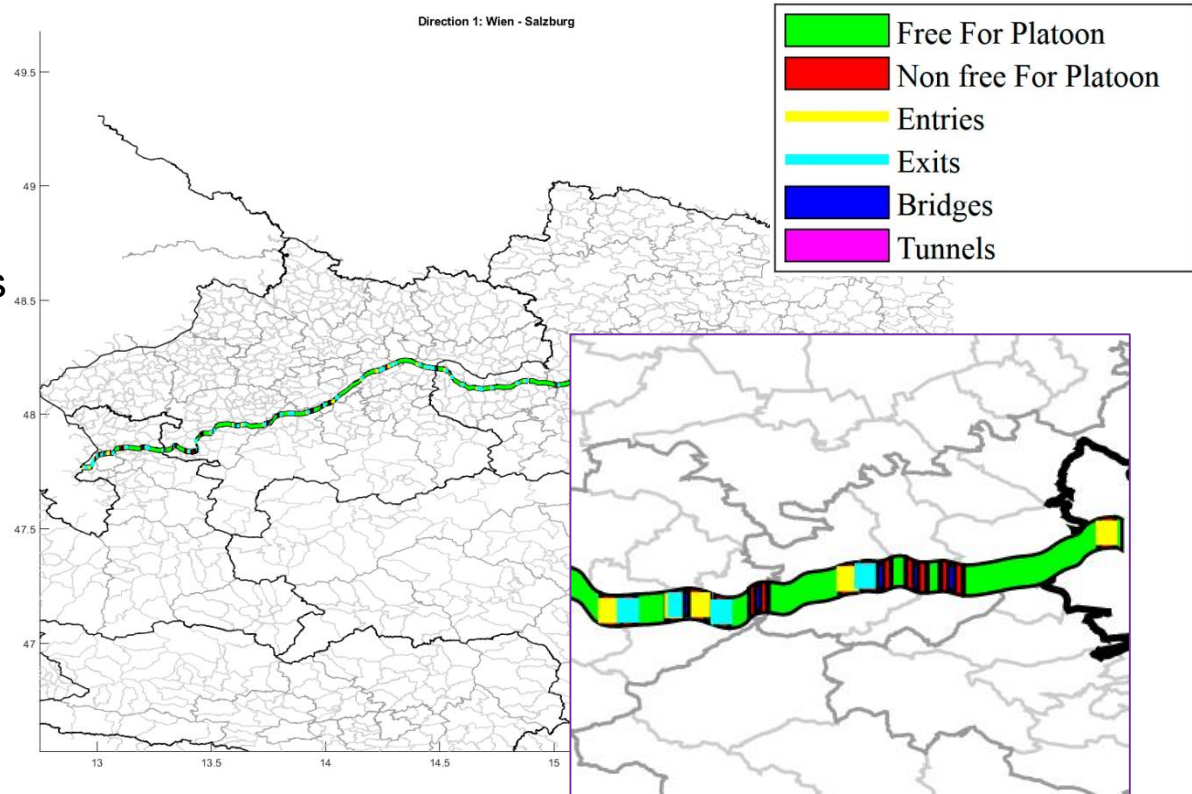 Direction 1: Wien - Salzburg
Free For Platoon
Non free For Platoon
Entries
Exits
Bridges
Tunnels
49.5
49
48.5
s
48
47.5
47
13
13.5
14
14.5
15